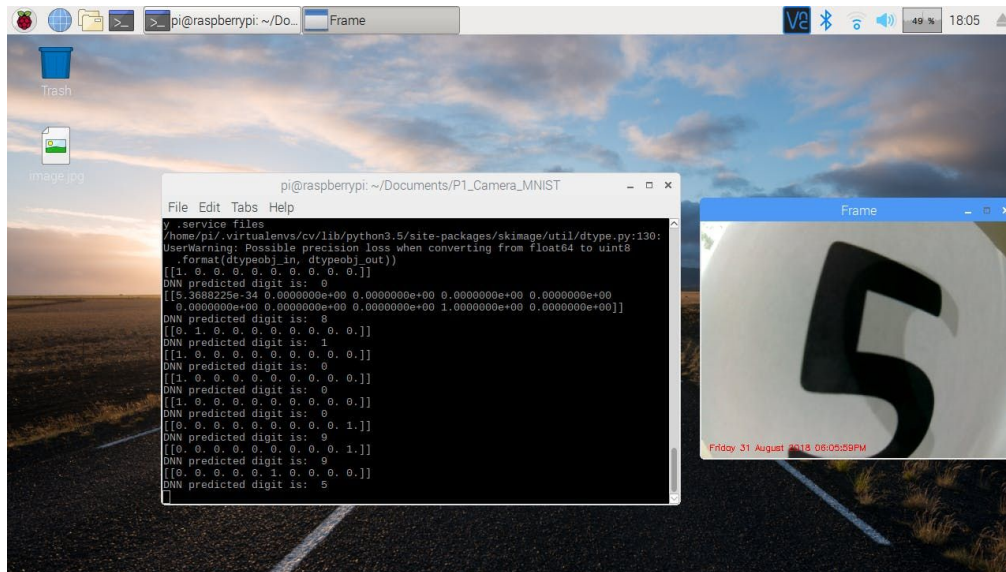 pi@raspberrypi: ~/Do...
Frame
49 %
18:05
Trash
image.jpg
pi@raspberrypi: ~/Documents/P1_Camera_MNIST
File Edit Tabs Help
y .service files
/home/pi/.virtualenvs/cv/lib/python3.5/site-packages/skimage/util/dtype.py:130:
UserWarning: Possible precision loss when converting from float64 to uint8
.format(dtypeobj_in, dtypeobj_out))
[[1. 0. 0. 0. 0. 0. 0. 0. 0. 0.]]
DNN predicted digit is:  0
[[5.3688225e-34 0.0000000e+00 0.0000000e+00 0.0000000e+00 0.0000000e+00
0.0000000e+00 0.0000000e+00 0.0000000e+00 1.0000000e+00 0.0000000e+00]]
DNN predicted digit is:  8
[[0. 1. 0. 0. 0. 0. 0. 0. 0. 0.]]
DNN predicted digit is:  1
[[1. 0. 0. 0. 0. 0. 0. 0. 0. 0.]]
DNN predicted digit is:  0
[[1. 0. 0. 0. 0. 0. 0. 0. 0. 0.]]
DNN predicted digit is:  0
[[1. 0. 0. 0. 0. 0. 0. 0. 0. 0.]]
DNN predicted digit is:  0
[[0. 0. 0. 0. 0. 0. 0. 0. 0. 1.]]
DNN predicted digit is:  9
[[0. 0. 0. 0. 0. 0. 0. 0. 0. 1.]]
DNN predicted digit is:  9
[[0. 0. 0. 0. 0. 1. 0. 0. 0. 0.]]
DNN predicted digit is:  5
Frame
5
Friday 31 August 2018 06:05:59PM